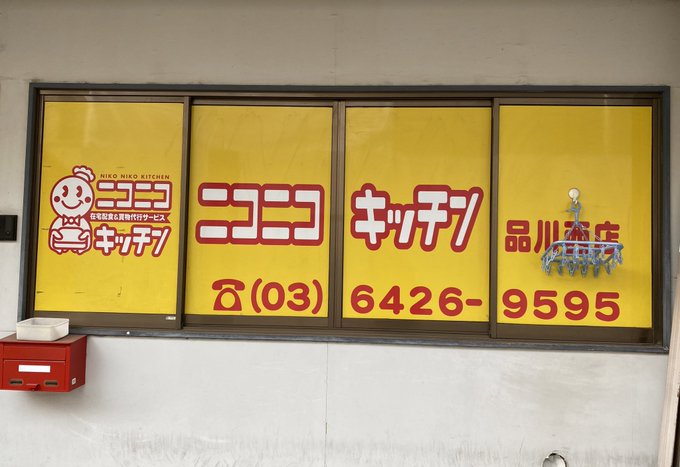 NIKO NIKO KITCHEN
ニコニコ
在宅配食&買物代行サービス
キッチン
ニコニコ キッチン
品川西店
(03) 6426-9595